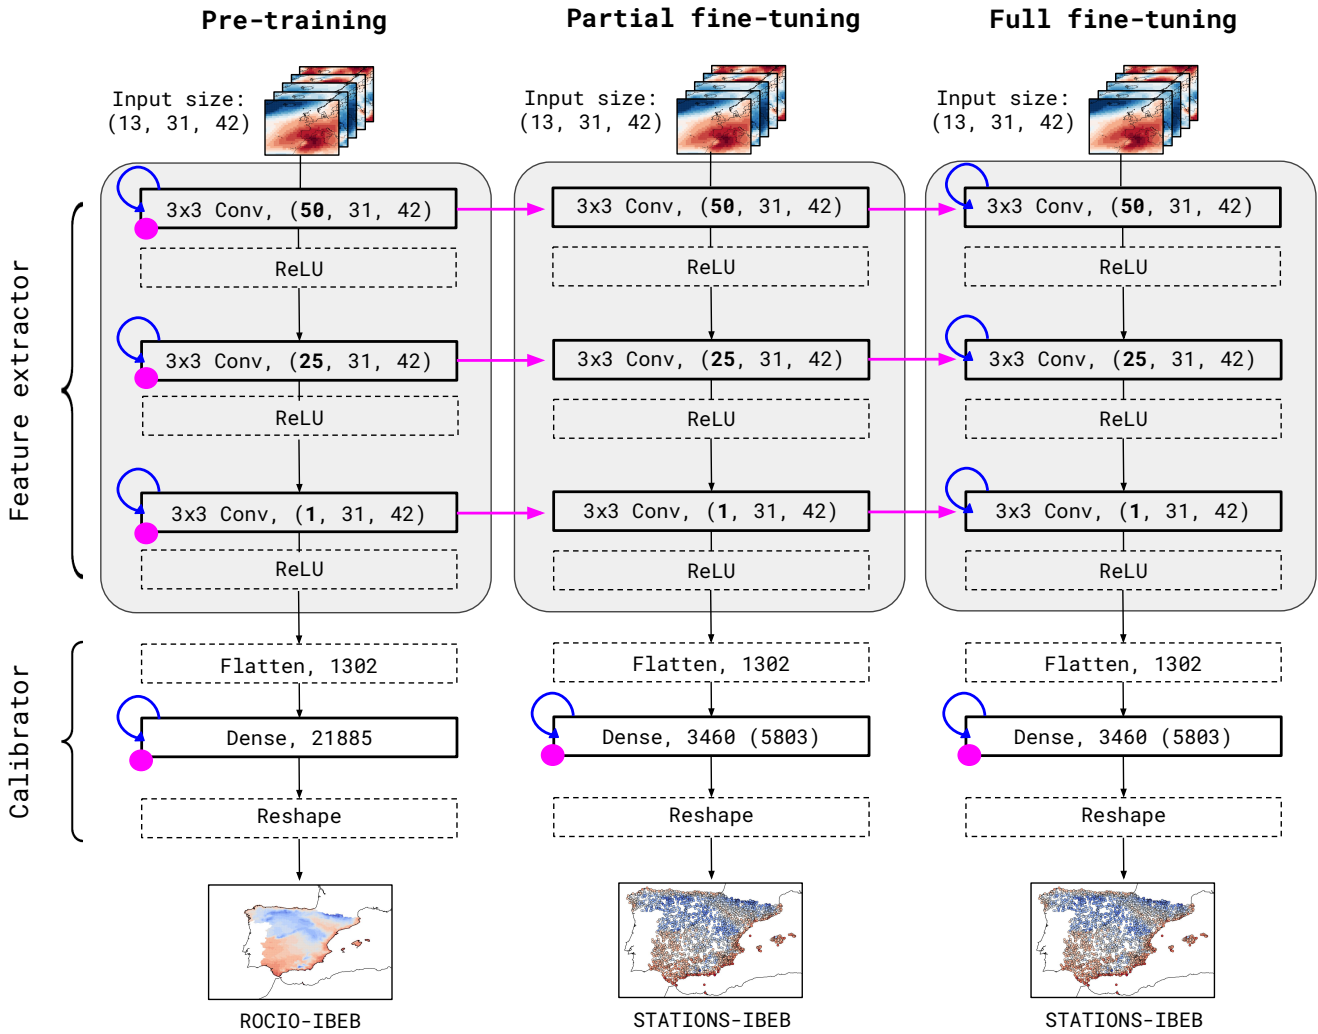 Pre-training
Partial fine-tuning
Full fine-tuning
Input size:
(13, 31, 42)
Input size:
(13, 31, 42)
Input size:
(13, 31, 42)
Feature extractor
3x3 Conv, (50, 31, 42)
3x3 Conv, (50, 31, 42)
3x3 Conv, (50, 31, 42)
ReLU
ReLU
ReLU
3x3 Conv, (25, 31, 42)
3x3 Conv, (25, 31, 42)
3x3 Conv, (25, 31, 42)
ReLU
ReLU
ReLU
3x3 Conv, (1, 31, 42)
3x3 Conv, (1, 31, 42)
3x3 Conv, (1, 31, 42)
ReLU
ReLU
ReLU
Calibrator
Flatten, 1302
Flatten, 1302
Flatten, 1302
Dense, 21885
Dense, 3460 (5803)
Dense, 3460 (5803)
Reshape
Reshape
Reshape
ROCIO-IBEB
STATIONS-IBEB
STATIONS-IBEB